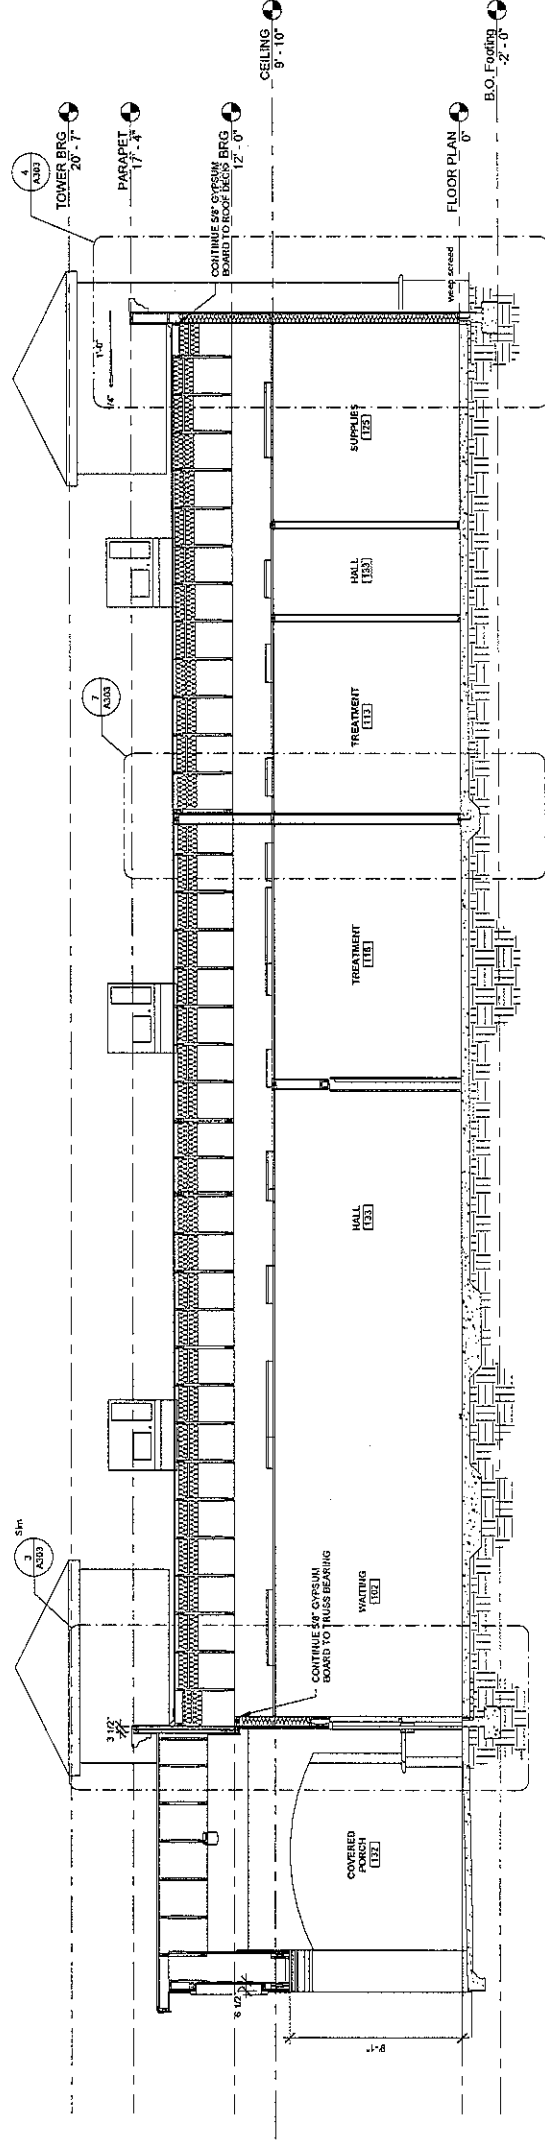 4
A303
TOWER BRG
20' - 7"
PARAPET
17' - 4"
CONTINUE 5/8" GYPSUM
BOARD TO ROOF DECK
BRG
12' - 0"
CEILING
9' - 10"
FLOOR PLAN
0"
B.O. Footing
-2' - 0"
weep screed
1'-0"
1/4"
SUPPLIES
125
HALL
133
7
A303
TREATMENT
113
TREATMENT
HALL
133
3
A303
Sim
CONTINUE 5/8" GYPSUM
BOARD TO TRUSS BEARING
WAITING
102
3 1/2"
COVERED
PORCH
132
6 1/2"